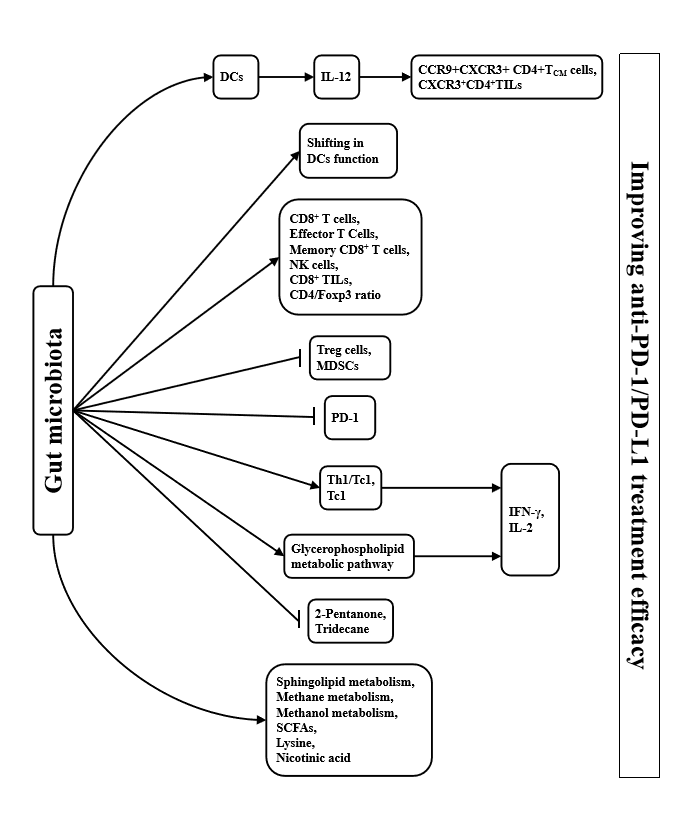 DCs
IL-12
CCR9+CXCR3+ CD4+T_CM cells,
CXCR3⁺CD4⁺TILs
Shifting in
DCs function
CD8⁺ T cells,
Effector T Cells,
Memory CD8⁺ T cells,
NK cells,
CD8⁺ TILs,
CD4/Foxp3 ratio
Gut microbiota
Treg cells,
MDSCs
PD-1
Th1/Tc1,
Tc1
IFN-γ,
IL-2
Glycerophospholipid
metabolic pathway
2-Pentanone,
Tridecane
Sphingolipid metabolism,
Methane metabolism,
Methanol metabolism,
SCFAs,
Lysine,
Nicotinic acid
Improving anti-PD-1/PD-L1 treatment efficacy